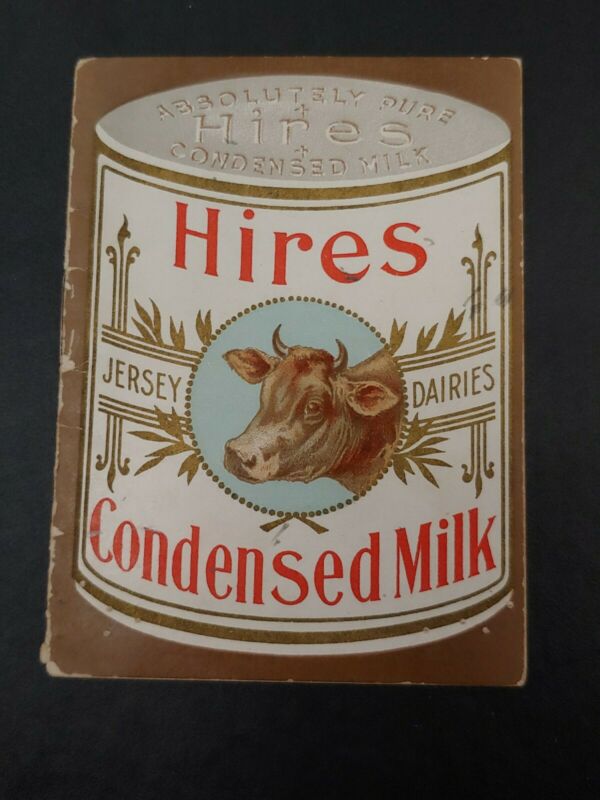 ABSOLUTELY PURE
Hires
CONDENSED MILK
Hires
JERSEY DAIRIES
Condensed Milk